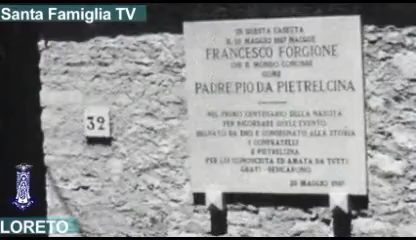 Santa Famiglia TV
IN QUESTA CASETTA
IL 25 MAGGIO 1887 NACQUE
FRANCESCO FORGIONE
CHE IL MONDO CONOBBE
COME
PADRE PIO DA PIETRELCINA
NEL PRIMO CENTENARIO DELLA NASCITA
PER RICORDARE QUELL'EVENTO
SEGNATO DA DIO E CONSEGNATO ALLA STORIA
I CONFRATELLI
E PIETRELCINA
PER LUI CONOSCIUTA ED AMATA DA TUTTI
GRATI
25 MAGGIO 1987
32
LORETO